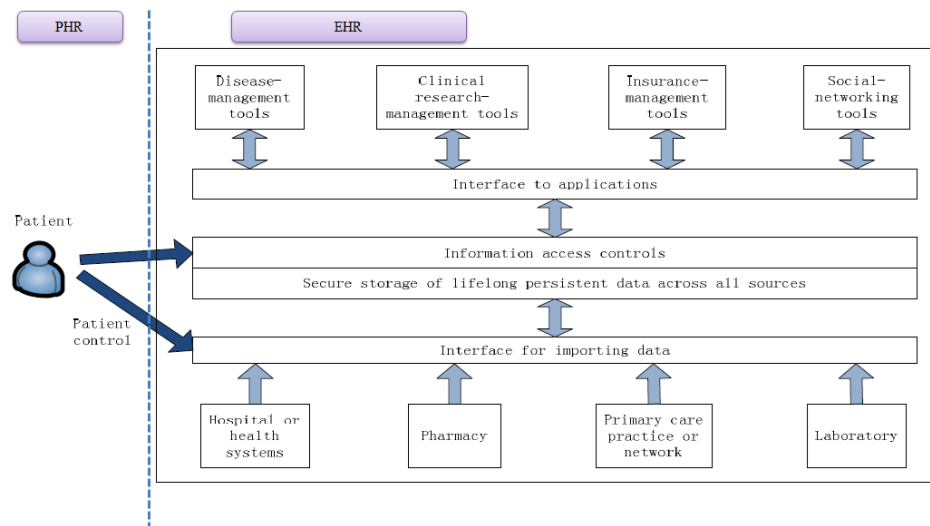 PHR
EHR
Disease-
management
tools
Clinical
research-
management tools
Insurance-
management
tools
Social-
networking
tools
Interface to applications
Patient
Information access controls
Secure storage of lifelong persistent data across all sources
Patient
control
Interface for importing data
Hospital or
health
systems
Pharmacy
Primary care
practice or
network
Laboratory